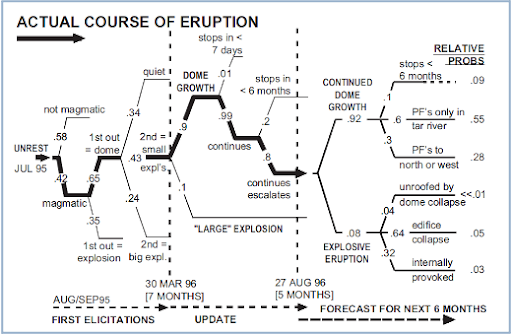 ACTUAL COURSE OF ERUPTION
stops in <
7 days
quiet
DOME
GROWTH
.01
stops in
< 6 months
CONTINUED
DOME
GROWTH
stops <
6 months
RELATIVE
PROBS
.09
not magmatic
.34
.99
.2
.1
.58
1st out
= dome
2nd =
small
expl's.
.9
.92
.6
PF's only in
tar river
.55
UNREST
JUL 95
.43
continues
.3
.42
.65
.8
PF's to
north or west
.28
magmatic
.24
.1
continues
escalates
unroofed by
dome collapse
<<.01
.35
.04
"LARGE" EXPLOSION
.08
.64
edifice
collapse
.05
1st out =
explosion
2nd =
big expl.
EXPLOSIVE
ERUPTION
.32
internally
provoked
.03
AUG/SEP95
30 MAR 96
[7 MONTHS]
27 AUG 96
[5 MONTHS]
FIRST ELICITATIONS
UPDATE
FORECAST FOR NEXT 6 MONTHS